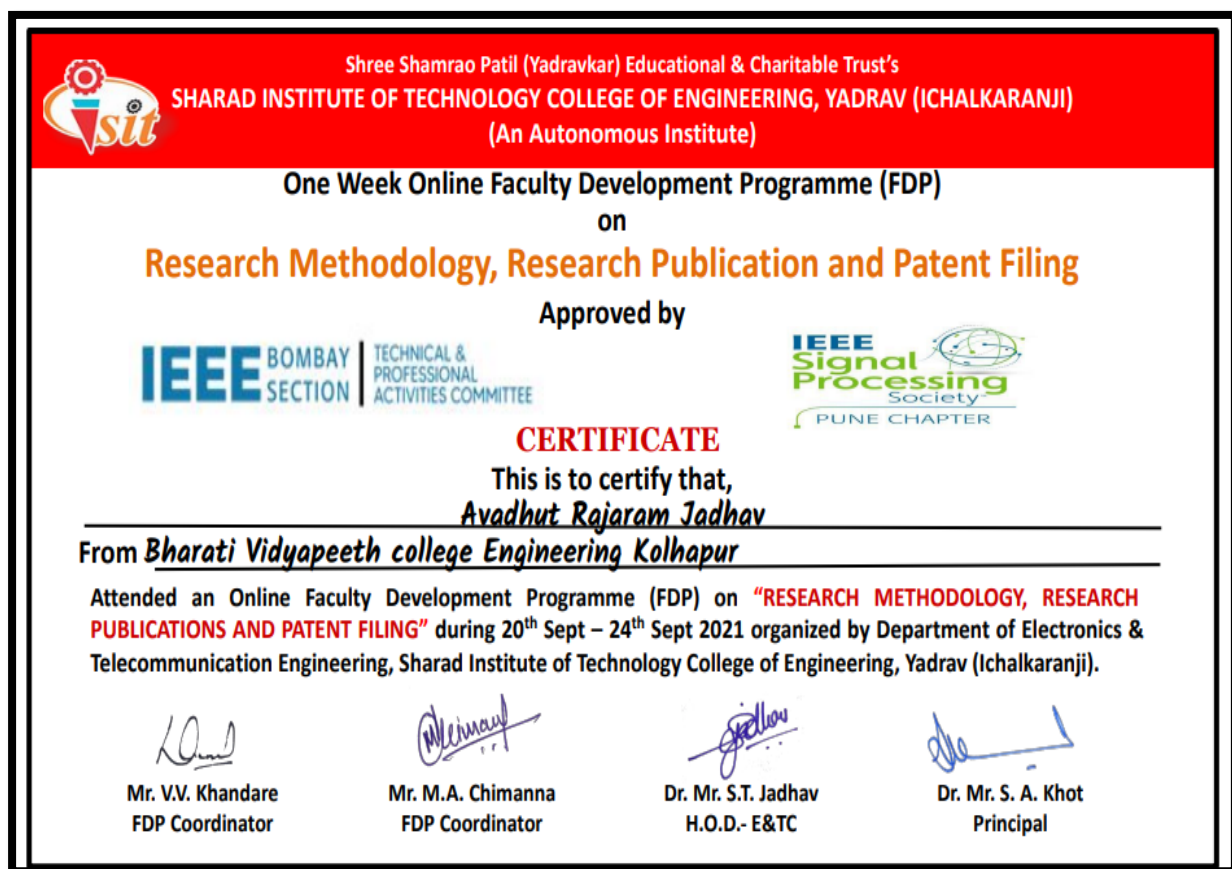 Shree Shamrao Patil (Yadravkar) Educational & Charitable Trust's
SHARAD INSTITUTE OF TECHNOLOGY COLLEGE OF ENGINEERING, YADRAV (ICHALKARANJI)
(An Autonomous Institute)
sit
One Week Online Faculty Development Programme (FDP)
on
Research Methodology, Research Publication and Patent Filing
Approved by
IEEE BOMBAY SECTION TECHNICAL & PROFESSIONAL ACTIVITIES COMMITTEE
IEEE
Signal
Processing
Society
PUNE CHAPTER
CERTIFICATE
This is to certify that,
Avadhut Rajaram Jadhav
From Bharati Vidyapeeth college Engineering Kolhapur
Attended an Online Faculty Development Programme (FDP) on "RESEARCH METHODOLOGY, RESEARCH
PUBLICATIONS AND PATENT FILING" during 20th Sept – 24th Sept 2021 organized by Department of Electronics &
Telecommunication Engineering, Sharad Institute of Technology College of Engineering, Yadrav (Ichalkaranji).
Mr. V.V. Khandare Mr. M.A. Chimanna Dr. Mr. S.T. Jadhav Dr. Mr. S. A. Khot
FDP Coordinator FDP Coordinator H.O.D.- E&TC Principal